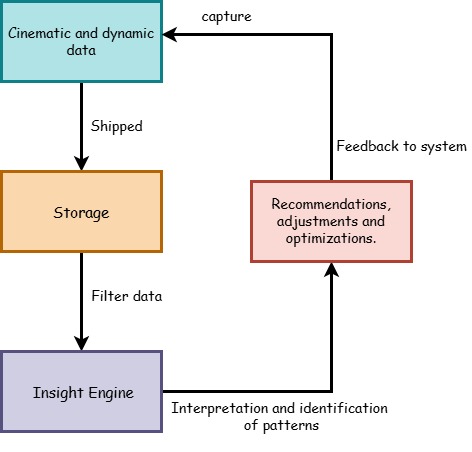 capture
Cinematic and dynamic
data
Shipped
Feedback to system
Storage
Recommendations,
adjustments and
optimizations.
Filter data
Insight Engine
Interpretation and identification
of patterns